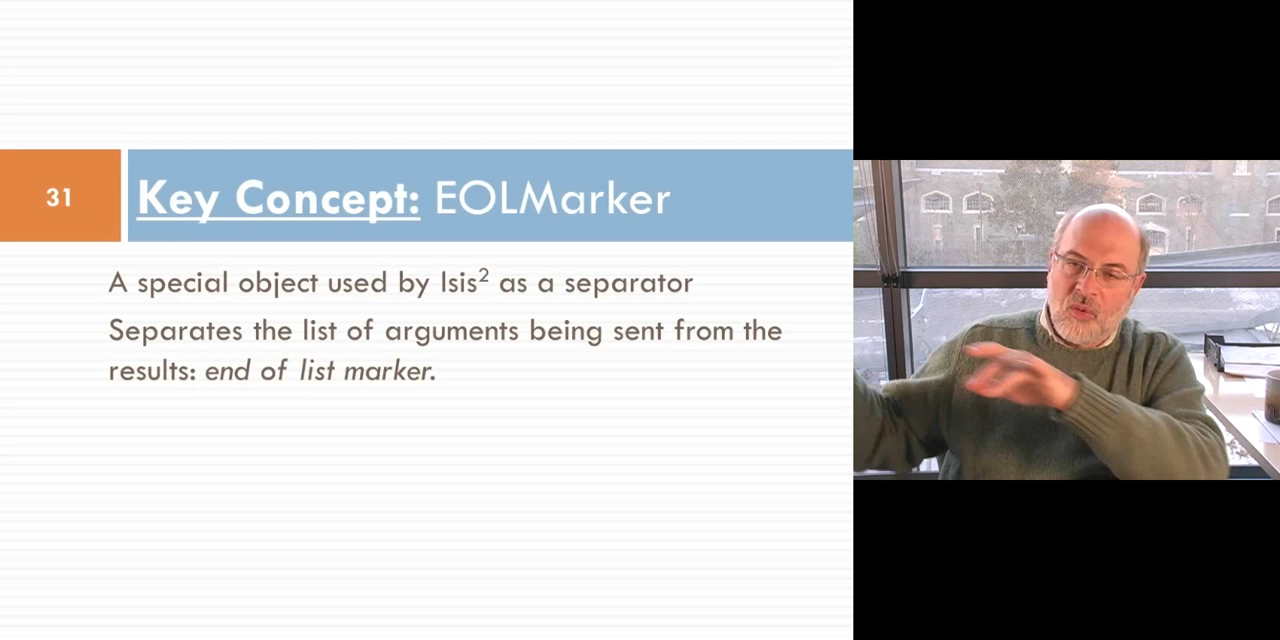 31
Key Concept: EOLMarker
A special object used by Isis² as a separator
Separates the list of arguments being sent from the
results: end of list marker.